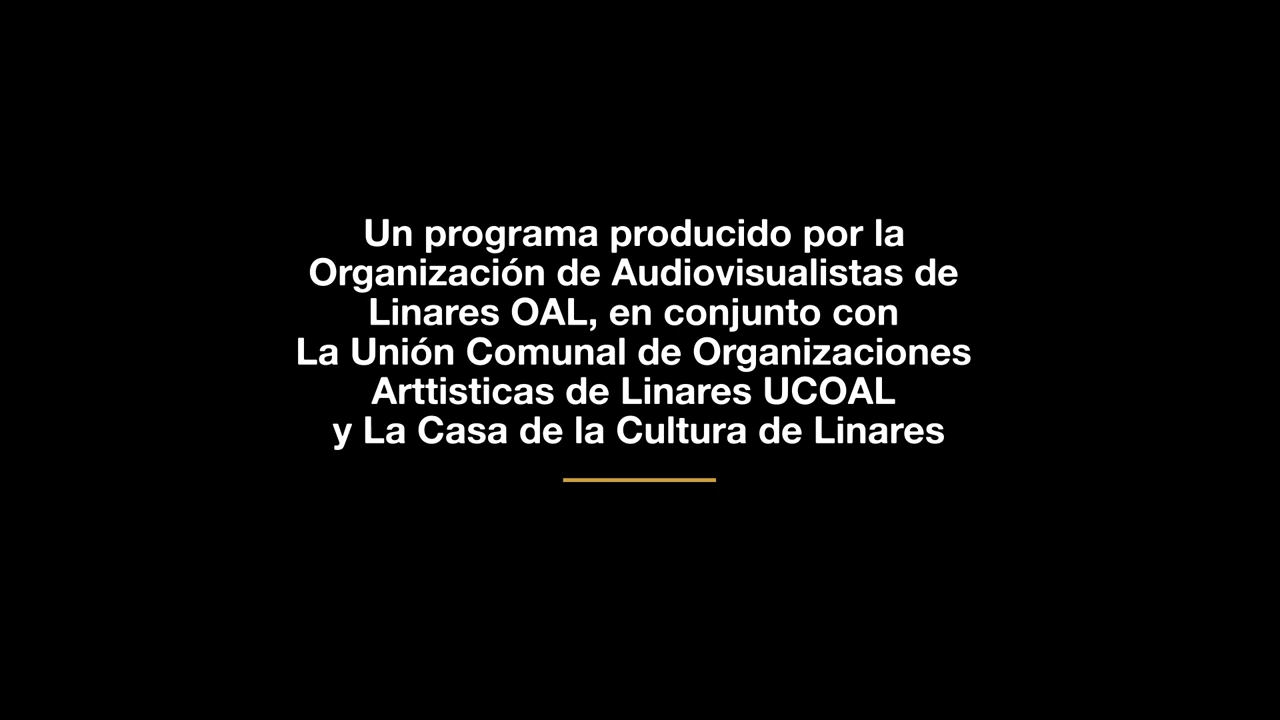 Un programa producido por la
Organización de Audiovisualistas de
Linares OAL, en conjunto con
La Unión Comunal de Organizaciones
Arttisticas de Linares UCOAL
y La Casa de la Cultura de Linares